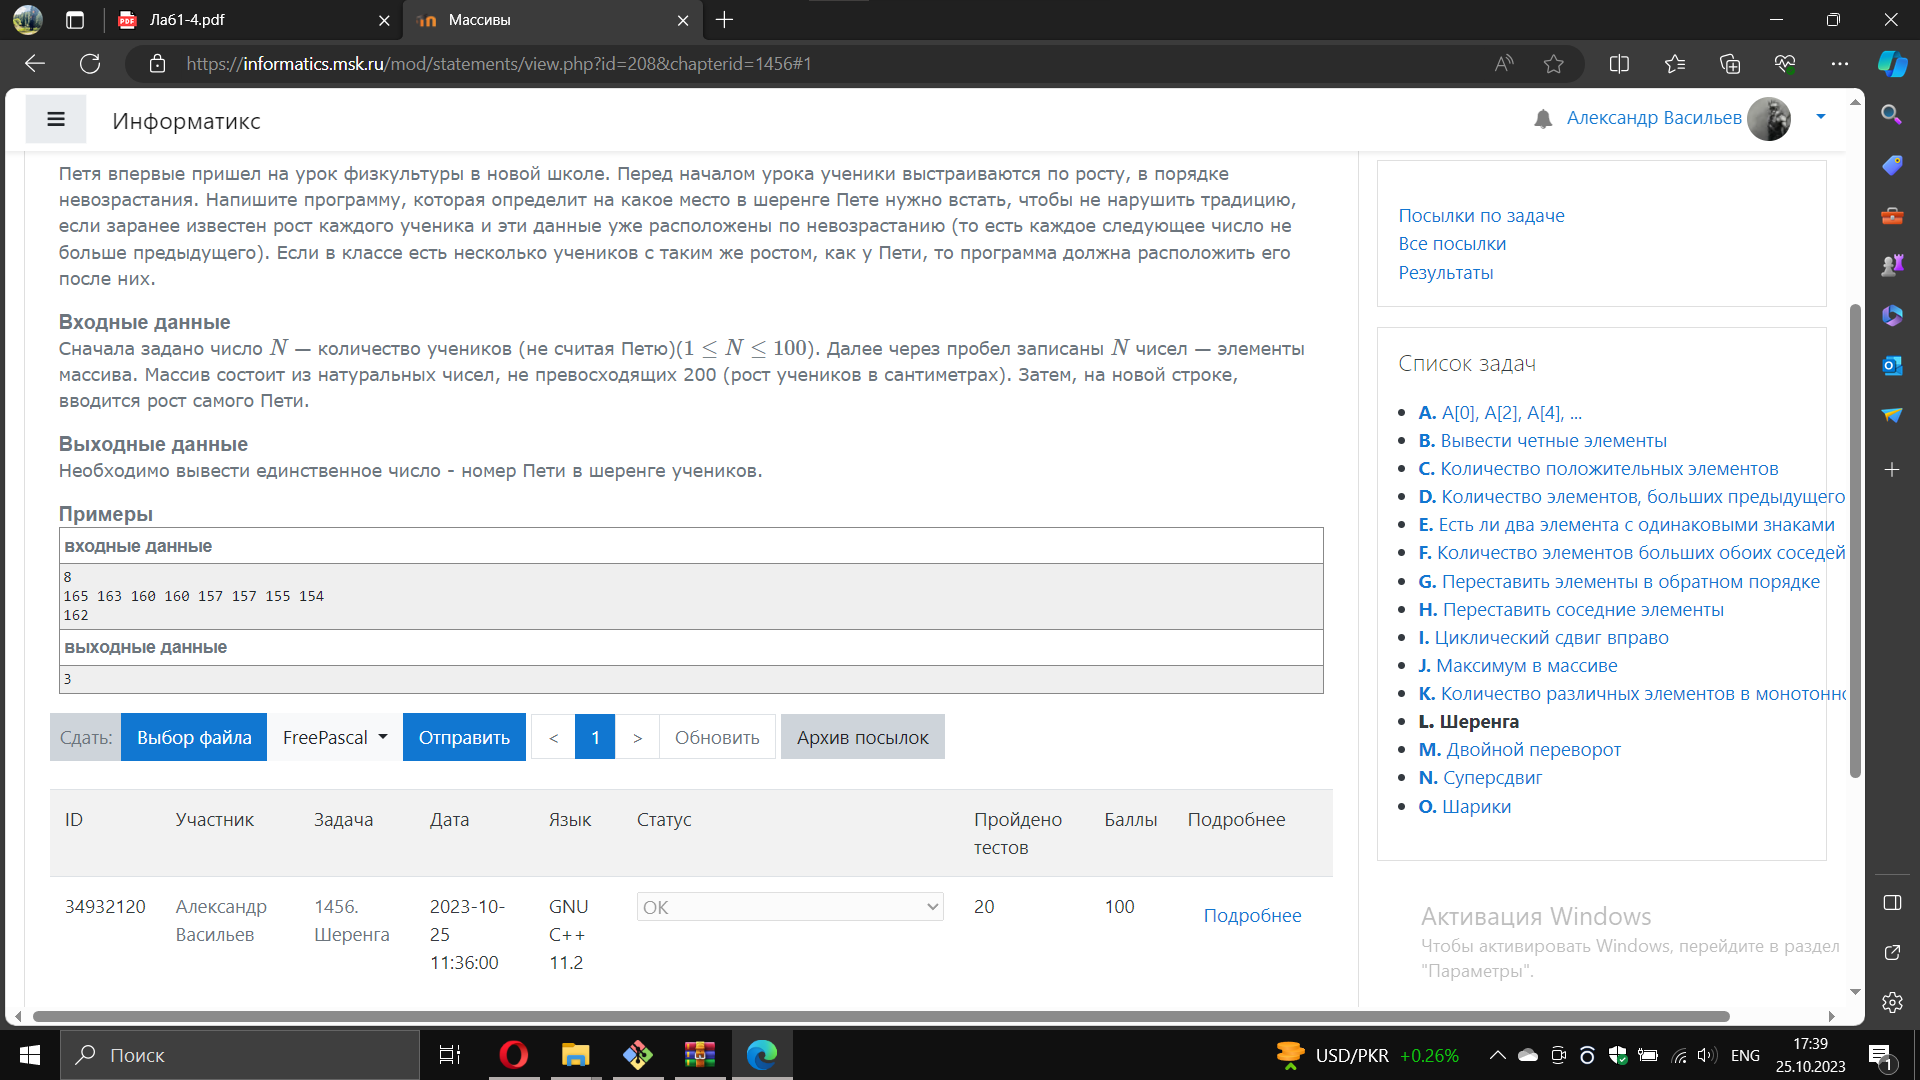 Ла61-4.pdf
Массивы
https://informatics.msk.ru/mod/statements/view.php?id=208&chapterid=1456#1
Информатикс
Александр Васильев
Петя впервые пришел на урок физкультуры в новой школе. Перед началом урока ученики выстраиваются по росту, в порядке
невозрастания. Напишите программу, которая определит на какое место в шеренге Пете нужно встать, чтобы не нарушить традицию,
если заранее известен рост каждого ученика и эти данные уже расположены по невозрастанию (то есть каждое следующее число не
больше предыдущего). Если в классе есть несколько учеников с таким же ростом, как у Пети, то программа должна расположить его
после них.
Входные данные
Сначала задано число N — количество учеников (не считая Петю)(1 ≤ N ≤ 100). Далее через пробел записаны N чисел — элементы
массива. Массив состоит из натуральных чисел, не превосходящих 200 (рост учеников в сантиметрах). Затем, на новой строке,
вводится рост самого Пети.
Выходные данные
Необходимо вывести единственное число - номер Пети в шеренге учеников.
Примеры
входные данные
8
165 163 160 160 157 157 155 154
162
выходные данные
3
Сдать: Выбор файла FreePascal Отправить < 1 > Обновить Архив посылок
ID Участник Задача Дата Язык Статус Пройдено тестов Баллы Подробнее
34932120 Александр Васильев 1456. Шеренга 2023-10-25 11:36:00 GNU C++ 11.2 OK 20 100 Подробнее
Посылки по задаче
Все посылки
Результаты
Список задач
A. A[0], A[2], A[4], ...
B. Вывести четные элементы
C. Количество положительных элементов
D. Количество элементов, больших предыдущего
E. Есть ли два элемента с одинаковыми знаками
F. Количество элементов больших обоих соседей
G. Переставить элементы в обратном порядке
H. Переставить соседние элементы
I. Циклический сдвиг вправо
J. Максимум в массиве
K. Количество различных элементов в монотонно
L. Шеренга
M. Двойной переворот
N. Суперсдвиг
O. Шарики
Активация Windows
Чтобы активировать Windows, перейдите в раздел
"Параметры".
Поиск
USD/PKR +0.26%
ENG
17:39
25.10.2023
1